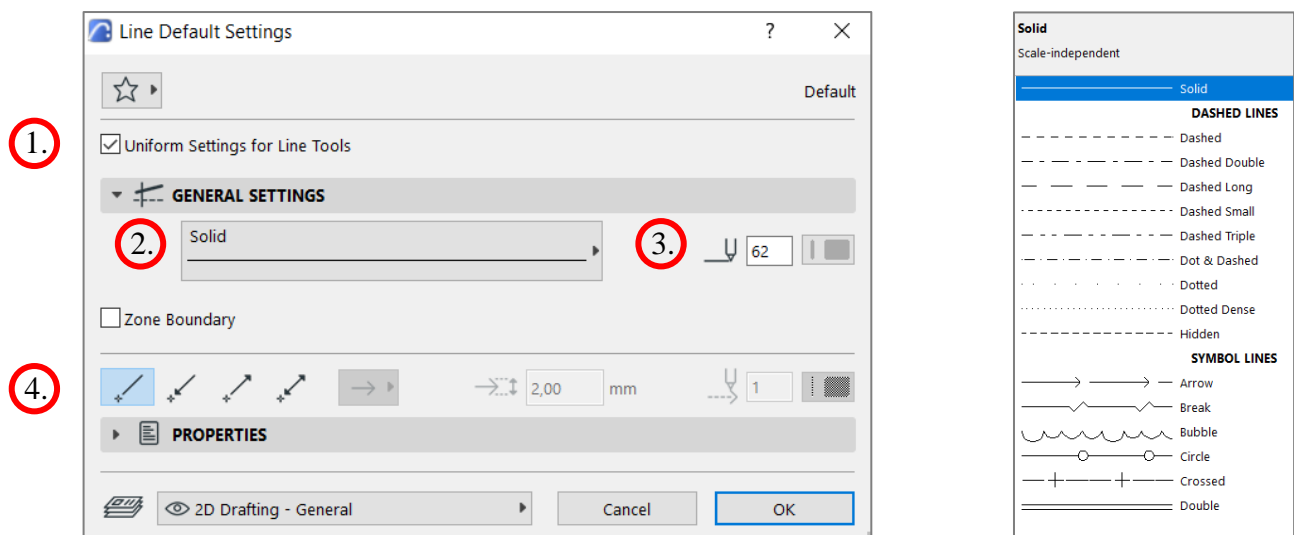 Line Default Settings
?
Default
1.
Uniform Settings for Line Tools
GENERAL SETTINGS
2.
Solid
3.
62
Zone Boundary
4.
2,00
mm
1
PROPERTIES
2D Drafting - General
Cancel
OK
Solid
Scale-independent
Solid
DASHED LINES
Dashed
Dashed Double
Dashed Long
Dashed Small
Dashed Triple
Dot & Dashed
Dotted
Dotted Dense
Hidden
SYMBOL LINES
Arrow
Break
Bubble
Circle
Crossed
Double